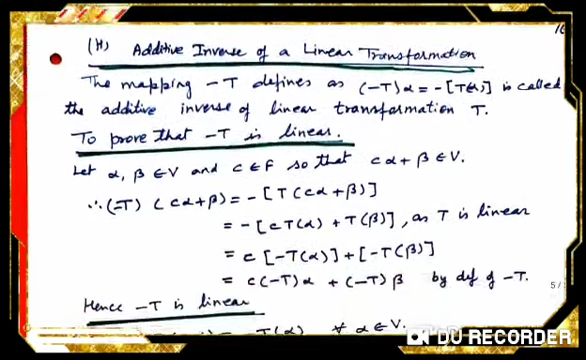 (H) Additive Inverse of a Linear Transformation
The mapping -T defines as (-T)α = -[T(α)] is called
the additive inverse of linear transformation T.
To prove that -T is linear.
Let α, β ∈ V and c ∈ F so that cα + β ∈ V.
∴ (-T) (cα+β) = - [T(cα+β)]
= - [cT(α) + T(β)], as T is linear
= c [-T(α)] + [-T(β)]
= c(-T)α + (-T)β by def of -T.
5/
Hence -T is linear
= -T(α) ∀ α ∈ V.
DU RECORDER